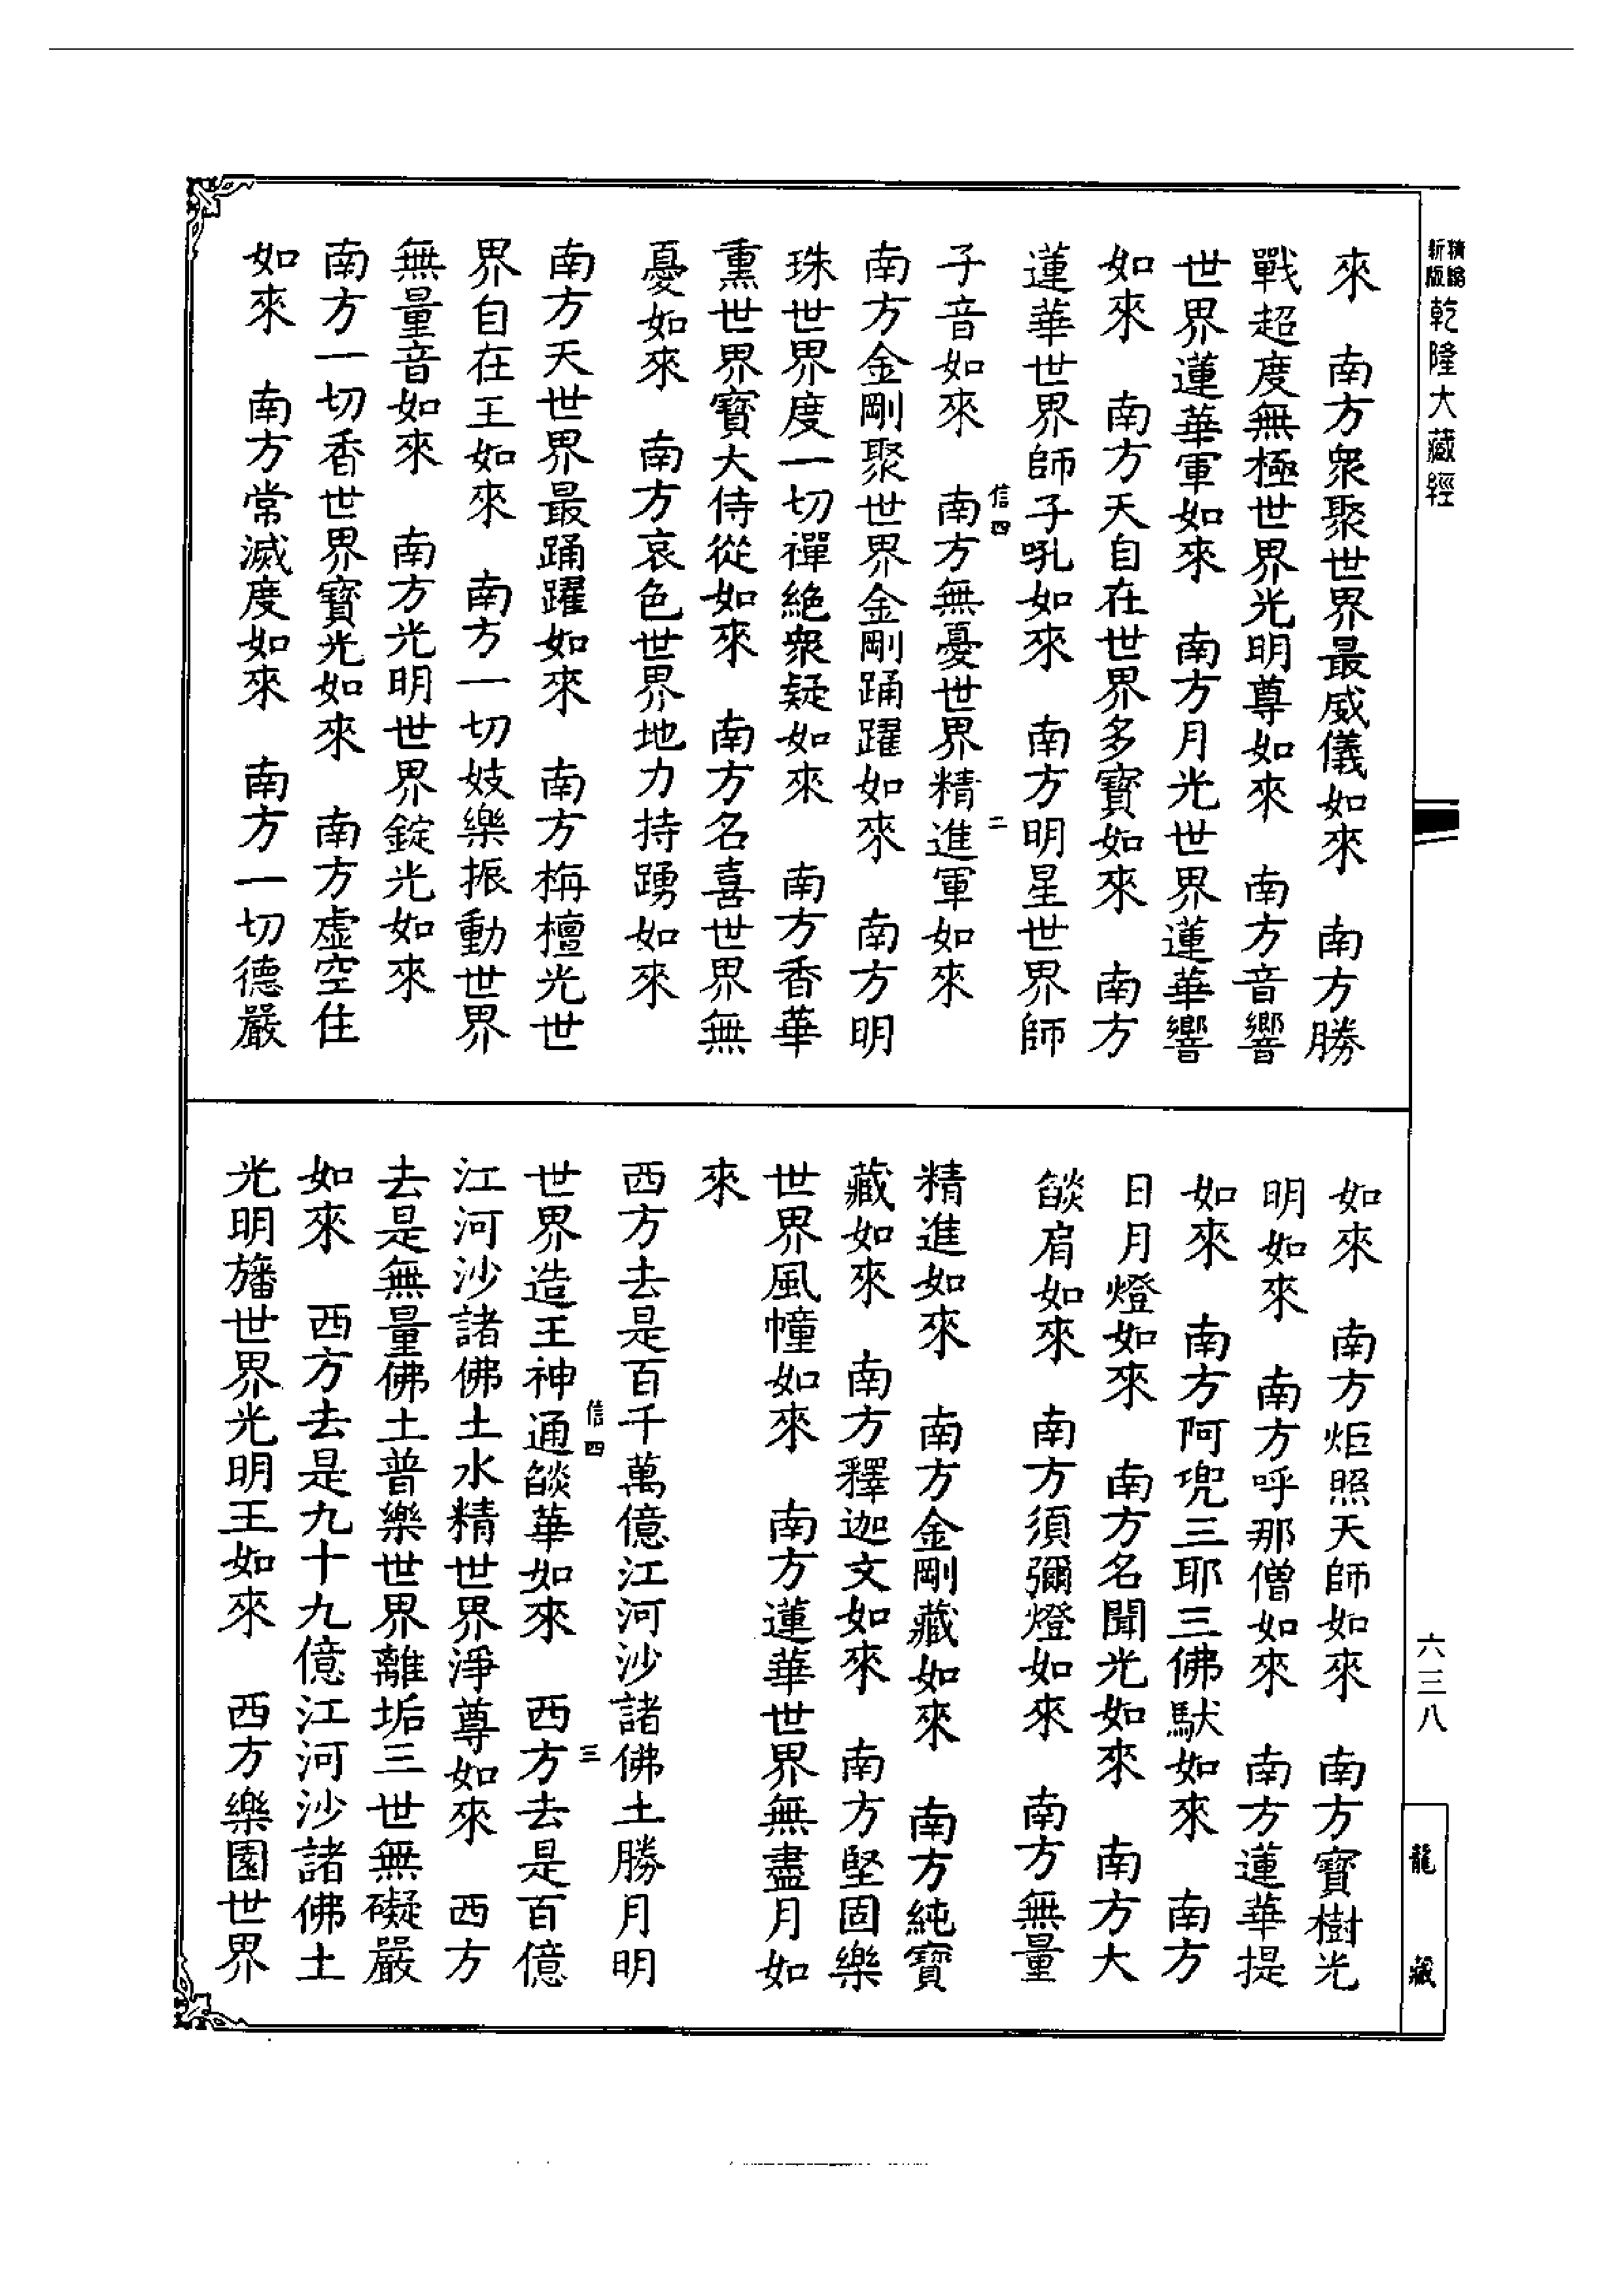 精縮新版乾隆大藏經
來　南方衆聚世界最威儀如來　南方勝
戰超度無極世界光明尊如來　南方音響
世界蓮華軍如來　南方月光世界蓮華響
如來　南方天自在世界多寶如來　南方
蓮華世界師子吼如來　南方明星世界師
信四　二
子音如來　南方無憂世界精進軍如來
南方金剛聚世界金剛踊躍如來　南方明
珠世界度一切禪絶衆疑如來　南方香華
熏世界寶大侍從如來　南方名喜世界無
憂如來　南方哀色世界地力持踴如來
南方天世界最踊躍如來　南方栴檀光世
界自在王如來　南方一切妓樂振動世界
無量音如來　南方光明世界錠光如來
南方一切香世界寶光如來　南方虛空住
如來　南方常滅度如來　南方一切德嚴
如來　南方炬照天師如來　南方寶樹光
明如來　南方呼那僧如來　南方蓮華提
如來　南方阿兜三耶三佛馱如來　南方
日月燈如來　南方名聞光如來　南方大
燄肩如來　南方須彌燈如來　南方無量
精進如來　南方金剛藏如來　南方純寶
藏如來　南方釋迦文如來　南方堅固樂
世界風幢如來　南方蓮華世界無盡月如
來
西方去是百千萬億江河沙諸佛土勝月明
信四　三
世界造王神通燄華如來　西方去是百億
江河沙諸佛土水精世界淨尊如來　西方
去是無量佛土普樂世界離垢三世無礙嚴
如來　西方去是九十九億江河沙諸佛土
光明旛世界光明王如來　西方樂園世界
六三八
龍藏